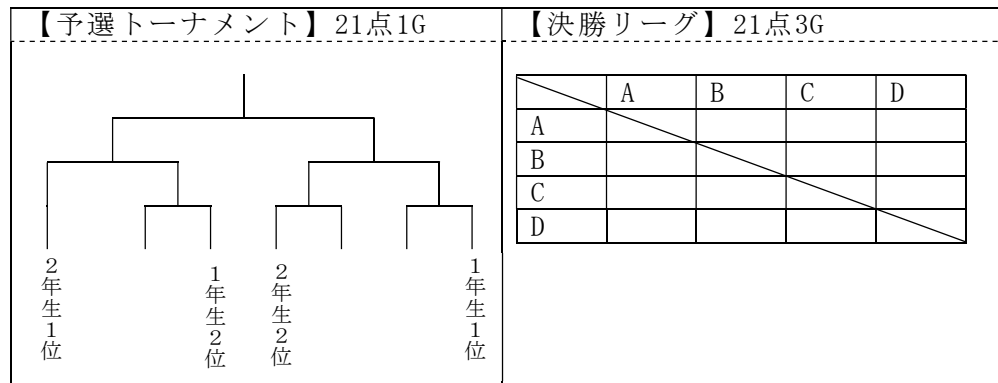 【予選トーナメント】21点1G
２年生１位
１年生２位
２年生２位
１年生１位
【決勝リーグ】21点3G
A B C D
A
B
C
D